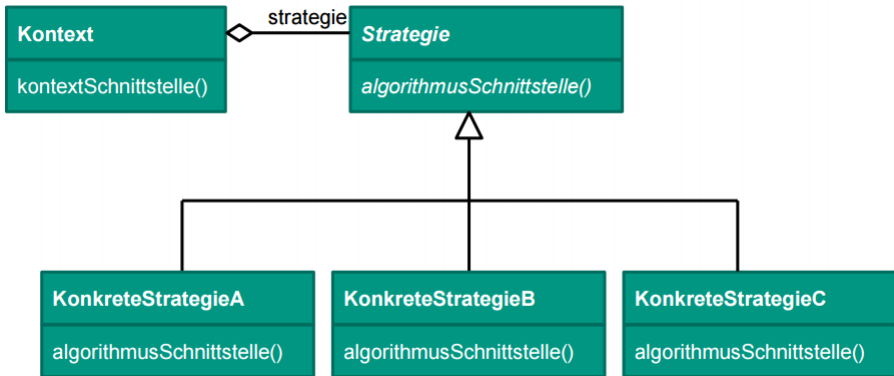 strategie
Kontext
kontextSchnittstelle()
Strategie
algorithmusSchnittstelle()
KonkreteStrategieA
algorithmusSchnittstelle()
KonkreteStrategieB
algorithmusSchnittstelle()
KonkreteStrategieC
algorithmusSchnittstelle()